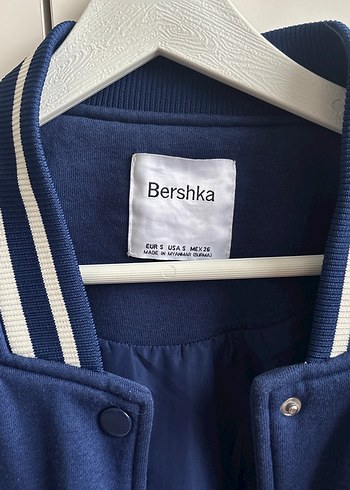 Bershka
EUR S USA S MEX 26
MADE IN MYANMAR (BURMA)